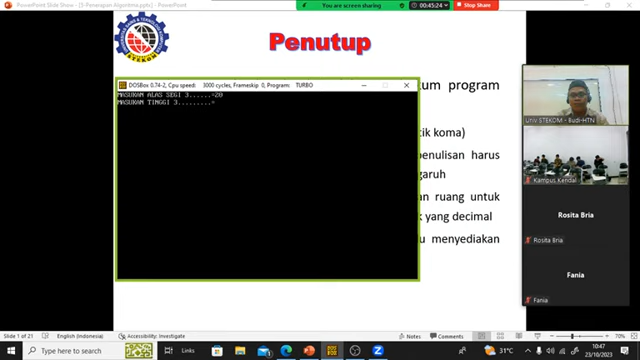 PowerPoint Slide Show - 3-Penerapan Algoritma.pptx - PowerPoint
You are screen sharing
00:45:24
Stop Share
STEKOM
Penutup
um program
DOSBox 0.74-2, Cpu speed: 3000 cycles, Frameskip 0, Program: TURBO
MASUKAN ALAS SEGI 3......=20
MASUKAN TINGGI 3.........=
ik koma)
penulisan harus
garuh
an ruang untuk
k yang decimal
u menyediakan
Univ STEKOM - Budi-HTN
Kampus Kendal
Rosita Bria
Rosita Bria
Fania
Fania
Slide 1 of 21
English (Indonesia)
Accessibility: Investigate
Notes
Comments
78%
Type here to search
Links
31°C
10:47
23/10/2023